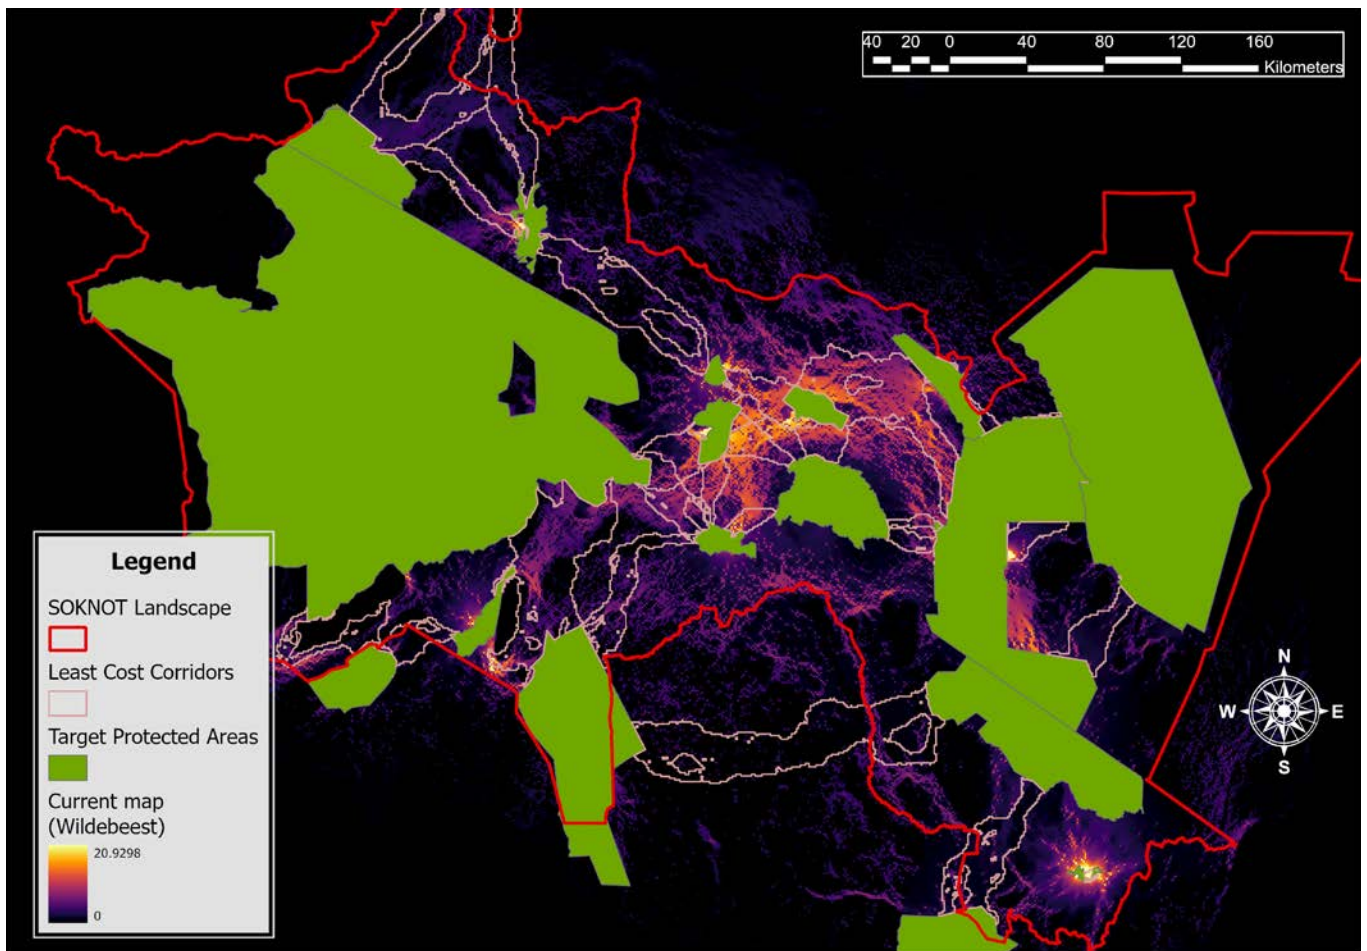 40 20 0 40 80 120 160
Kilometers
Legend
SOKNOT Landscape
Least Cost Corridors
Target Protected Areas
Current map
(Wildebeest)
20.9298
0
N
W E
S